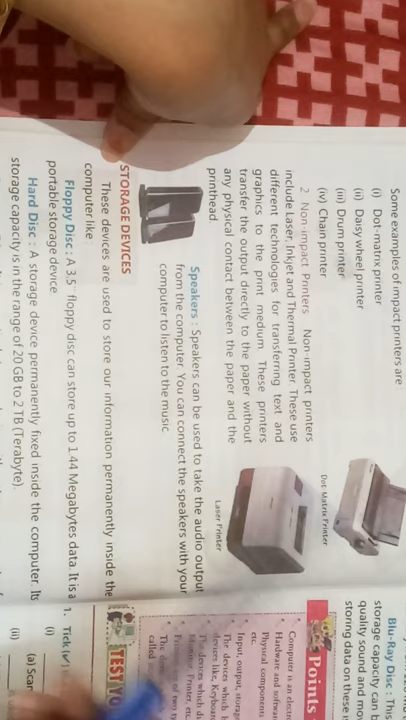 Some examples of impact printers are
(i) Dot-matrix printer
(ii) Daisy wheel printer
(iii) Drum printer
(iv) Chain printer
Dot-Matrix Printer
2 Non-impact Printers Non-impact printers
include Laser, Inkjet and Thermal Printer. These use
different technologies for transferring text and
graphics to the print medium These printers
transfer the output directly to the paper without
any physical contact between the paper and the
printhead.
Laser Printer
Speakers : Speakers can be used to take the audio output
from the computer. You can connect the speakers with your
computer to listen to the music
STORAGE DEVICES
These devices are used to store our information permanently inside the
computer like
Floppy Disc : A 3.5" floppy disc can store up to 1.44 Megabytes data. It is a
portable storage device
Hard Disc : A storage device permanently fixed inside the computer. Its
storage capacity is in the range of 20 GB to 2 TB (Terabyte).
Blu-Ray Disc : This
storage capacity can
quality sound and mov
storing data on these
Points
Computer is an electr
Hardware and softwar
Physical component
etc.
Input, output, storag
The devices which h
devices like, Keyboar
The devices which di
Monitor, Printer, etc.
of two
The
called
TEST YO
1. Tick (✓)
(i)
(a) Scan
(ii)